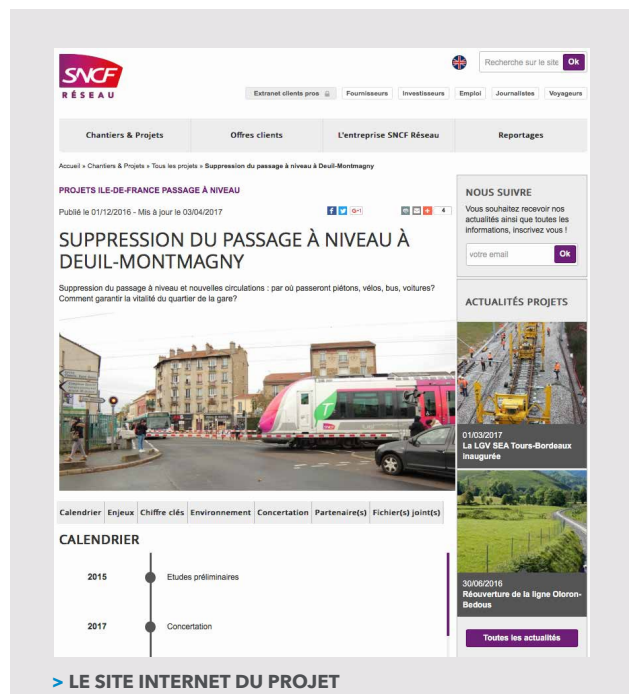 SNCF
RÉSEAU
Recherche sur le site
Ok
Extranet clients pros
Fournisseurs
Investisseurs
Emploi
Journalistes
Voyageurs
Chantiers & Projets
Offres clients
L'entreprise SNCF Réseau
Reportages
Accueil » Chantiers & Projets » Tous les projets » Suppression du passage à niveau à Deuil-Montmagny
PROJETS ILE-DE-FRANCE PASSAGE À NIVEAU
Publié le 01/12/2016 - Mis à jour le 03/04/2017
G+1
4
SUPPRESSION DU PASSAGE À NIVEAU À
DEUIL-MONTMAGNY
Suppression du passage à niveau et nouvelles circulations : par où passeront piétons, vélos, bus, voitures?
Comment garantir la vitalité du quartier de la gare?
Calendrier
Enjeux
Chiffre clés
Environnement
Concertation
Partenaire(s)
Fichier(s) joint(s)
CALENDRIER
2015
Etudes préliminaires
2017
Concertation
NOUS SUIVRE
Vous souhaitez recevoir nos
actualités ainsi que toutes les
informations, inscrivez vous !
votre email
Ok
ACTUALITÉS PROJETS
01/03/2017
La LGV SEA Tours-Bordeaux
inaugurée
30/06/2016
Réouverture de la ligne Oloron-
Bedous
Toutes les actualités
> LE SITE INTERNET DU PROJET